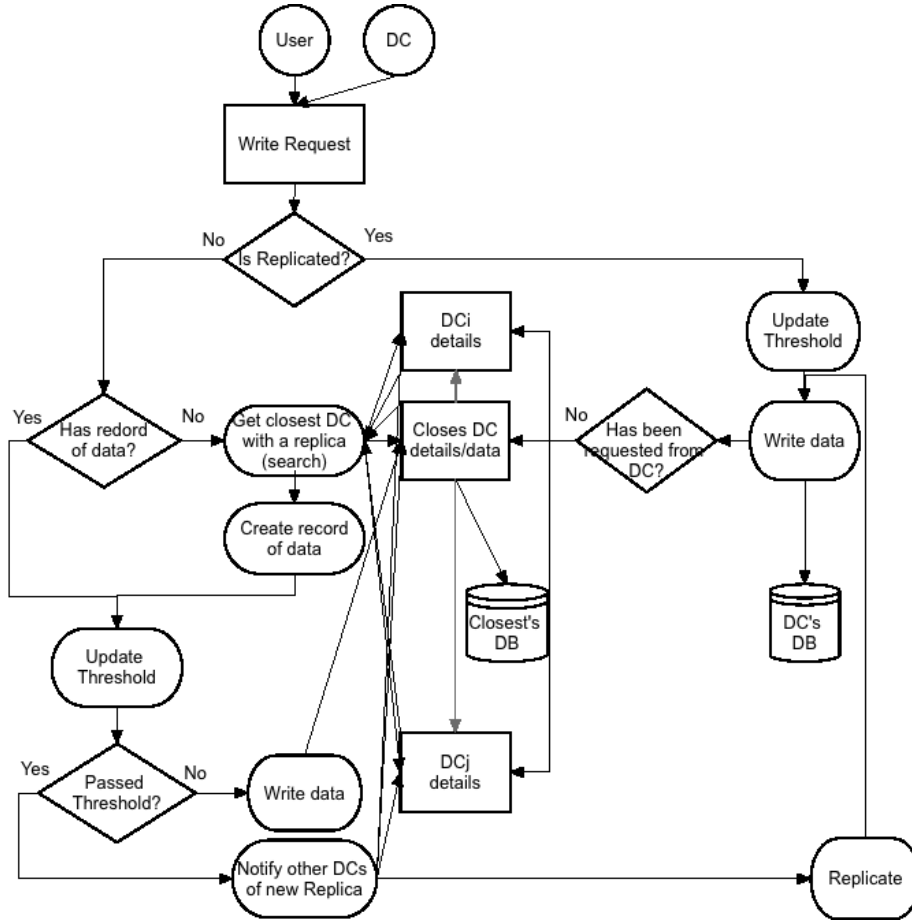 User
DC
Write Request
No
Yes
Is Replicated?
DCi
details
Update
Threshold
Yes
No
No
Has redord
of data?
Get closest DC
with a replica
(search)
Closes DC
details/data
Has been
requested from
DC?
Write data
Create record
of data
Closest's
DB
DC's
DB
Update
Threshold
DCj
details
Yes
No
Passed
Threshold?
Write data
Notify other DCs
of new Replica
Replicate